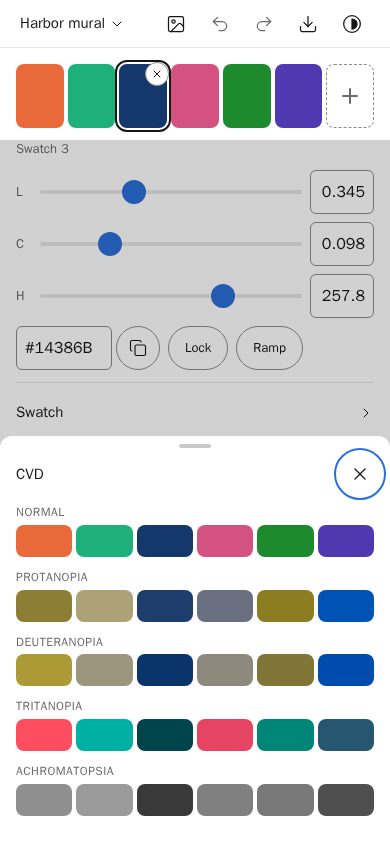 Harbor mural
Swatch 3
L 0.345
C 0.098
H 257.8
#14386B Lock Ramp
Swatch
CVD
NORMAL
PROTANOPIA
DEUTERANOPIA
TRITANOPIA
ACHROMATOPSIA